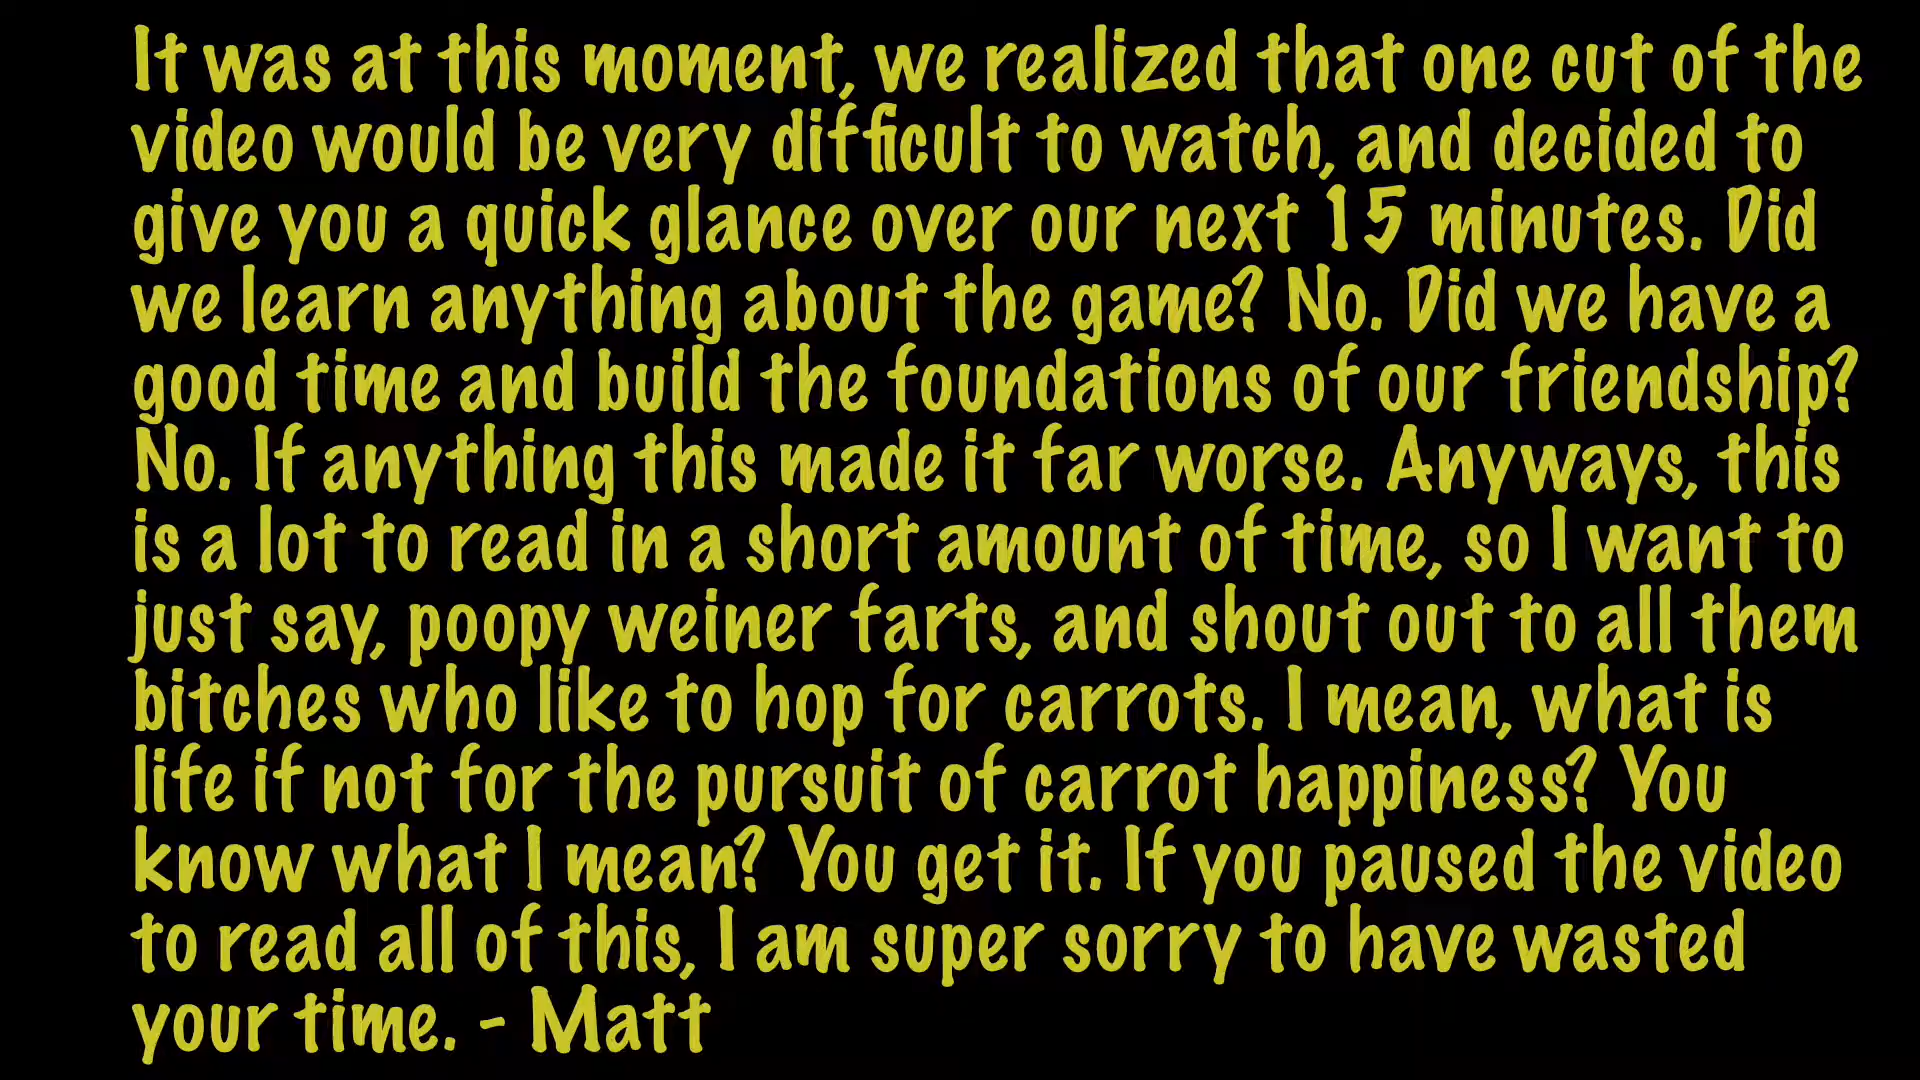 It was at this moment, we realized that one cut of the
video would be very difficult to watch, and decided to
give you a quick glance over our next 15 minutes. Did
we learn anything about the game? No. Did we have a
good time and build the foundations of our friendship?
No. If anything this made it far worse. Anyways, this
is a lot to read in a short amount of time, so I want to
just say, poopy weiner farts, and shout out to all them
bitches who like to hop for carrots. I mean, what is
life if not for the pursuit of carrot happiness? You
know what I mean? You get it. If you paused the video
to read all of this, I am super sorry to have wasted
your time. - Matt